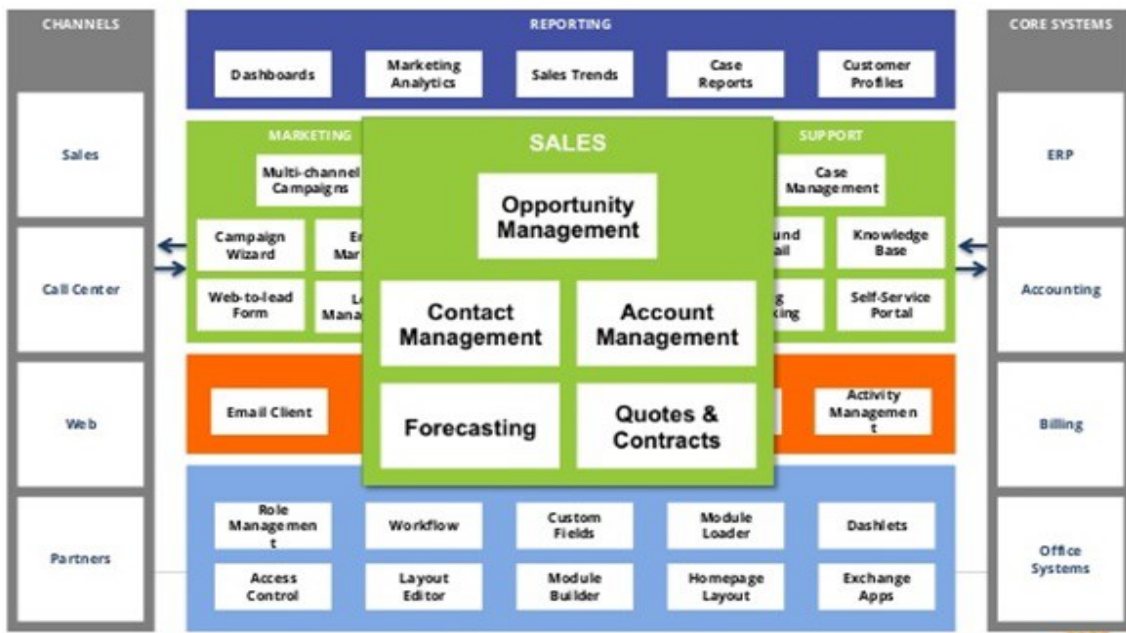 CHANNELS
Sales
Call Center
Web
Partners
REPORTING
Dashboards
Marketing
Analytics
Sales Trends
Case
Reports
Customer
Profiles
MARKETING
Multi-channel
Campaigns
Campaign
Wizard
Web-to-lead
Form
SALES
Opportunity
Management
Contact
Management
Account
Management
Forecasting
Quotes &
Contracts
SUPPORT
Case
Management
Knowledge
Base
Self-Service
Portal
Email Client
Activity
Managemen
t
Role
Managemen
t
Workflow
Custom
Fields
Module
Loader
Dashlets
Access
Control
Layout
Editor
Module
Builder
Homepage
Layout
Exchange
Apps
CORE SYSTEMS
ERP
Accounting
Billing
Office
Systems